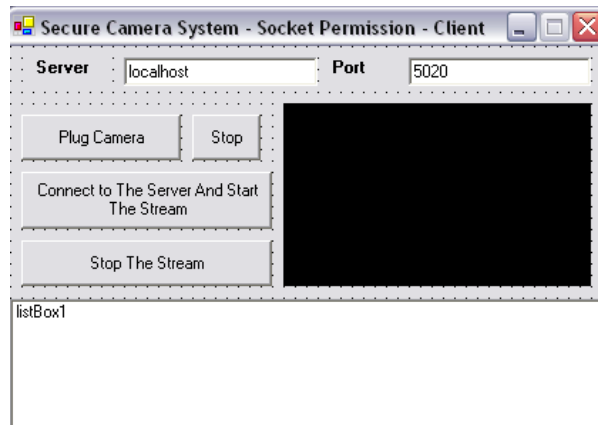 Secure Camera System - Socket Permission - Client
Server localhost Port 5020
Plug Camera Stop
Connect to The Server And Start
The Stream
Stop The Stream
listBox1